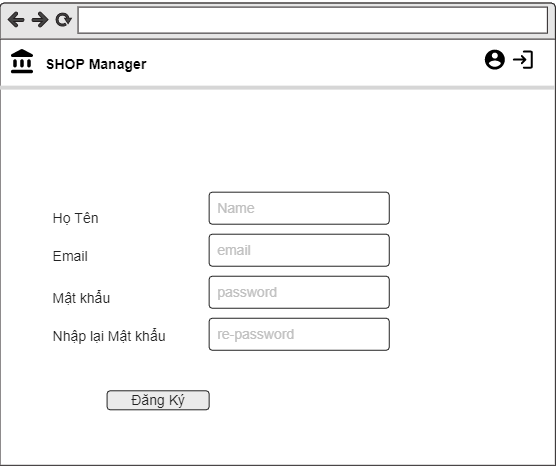 SHOP Manager
Họ Tên
Name
Email
email
Mật khẩu
password
Nhập lại Mật khẩu
re-password
Đăng Ký